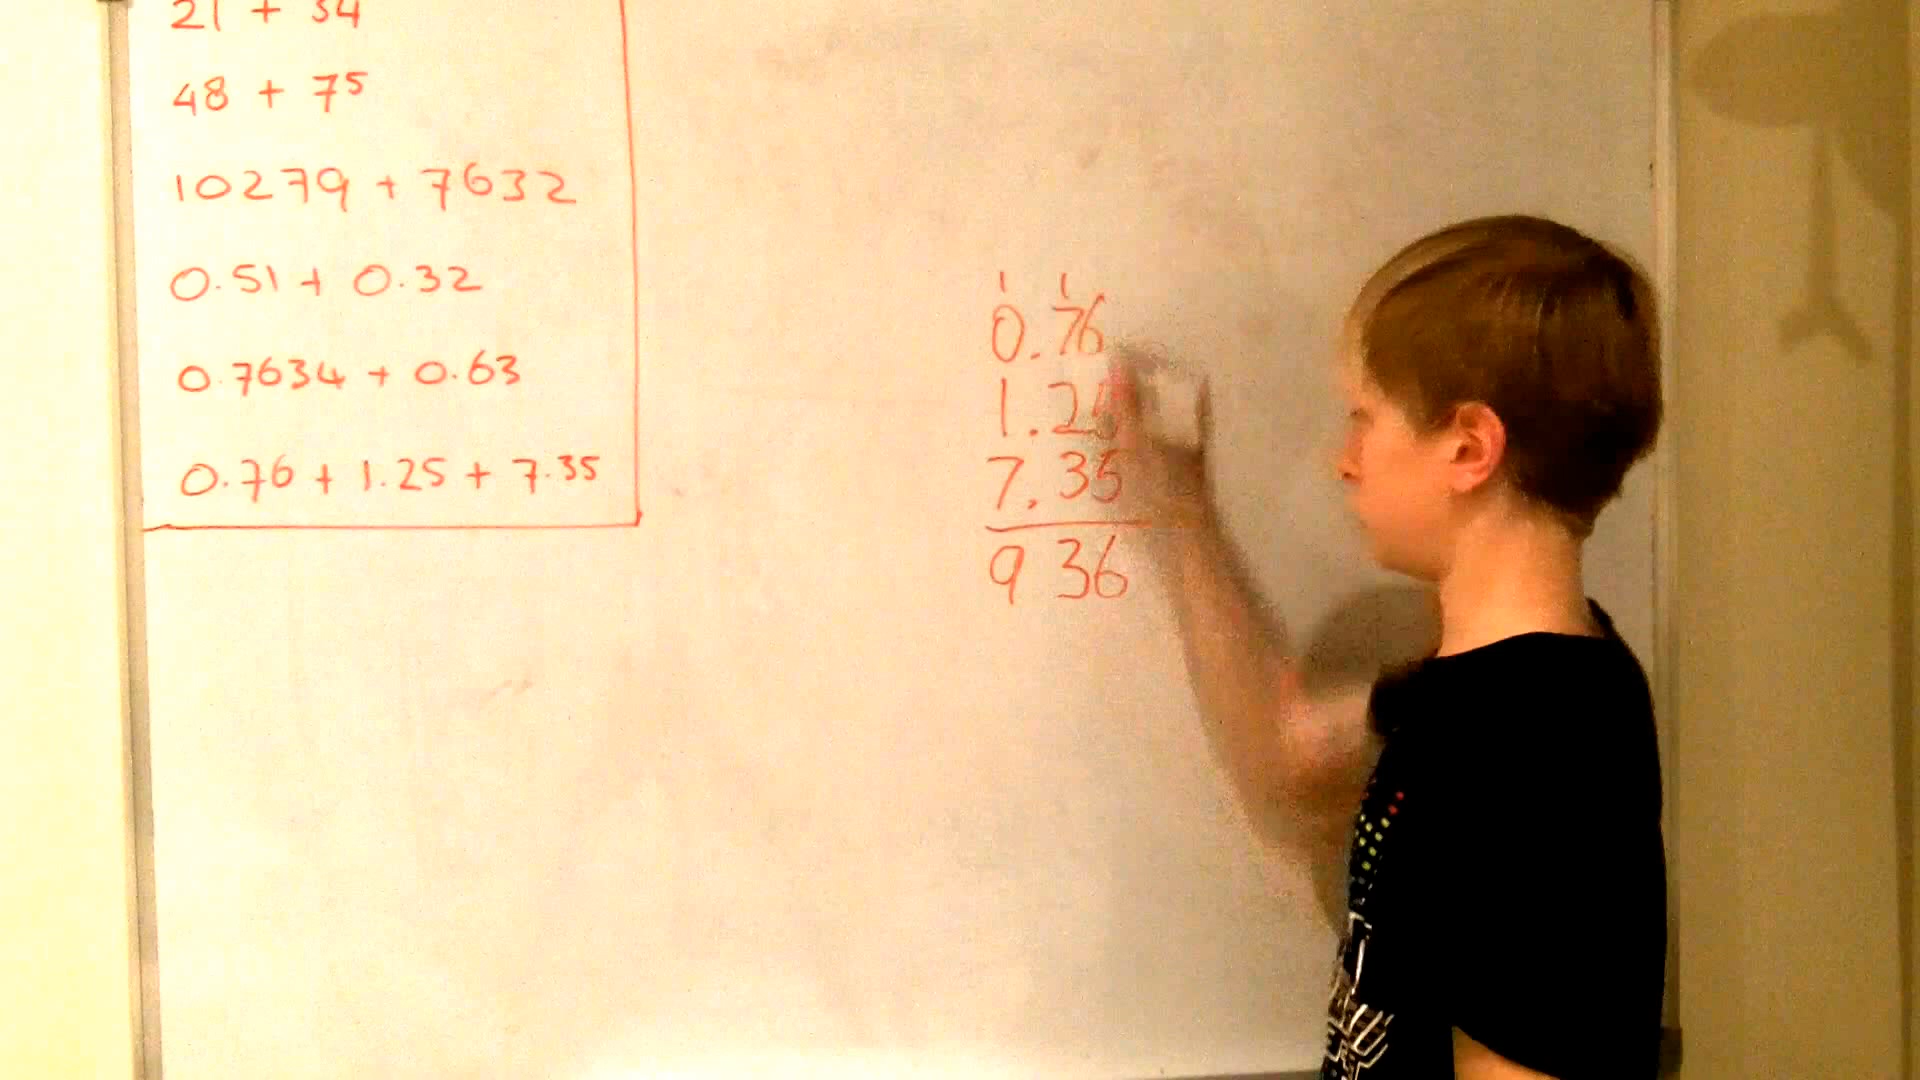 21 + 34
48 + 75
10279 + 7632
0.51 + 0.32
0.7634 + 0.63
0.76 + 1.25 + 7.35
1 1
0.76
1.2
7.35
9 36